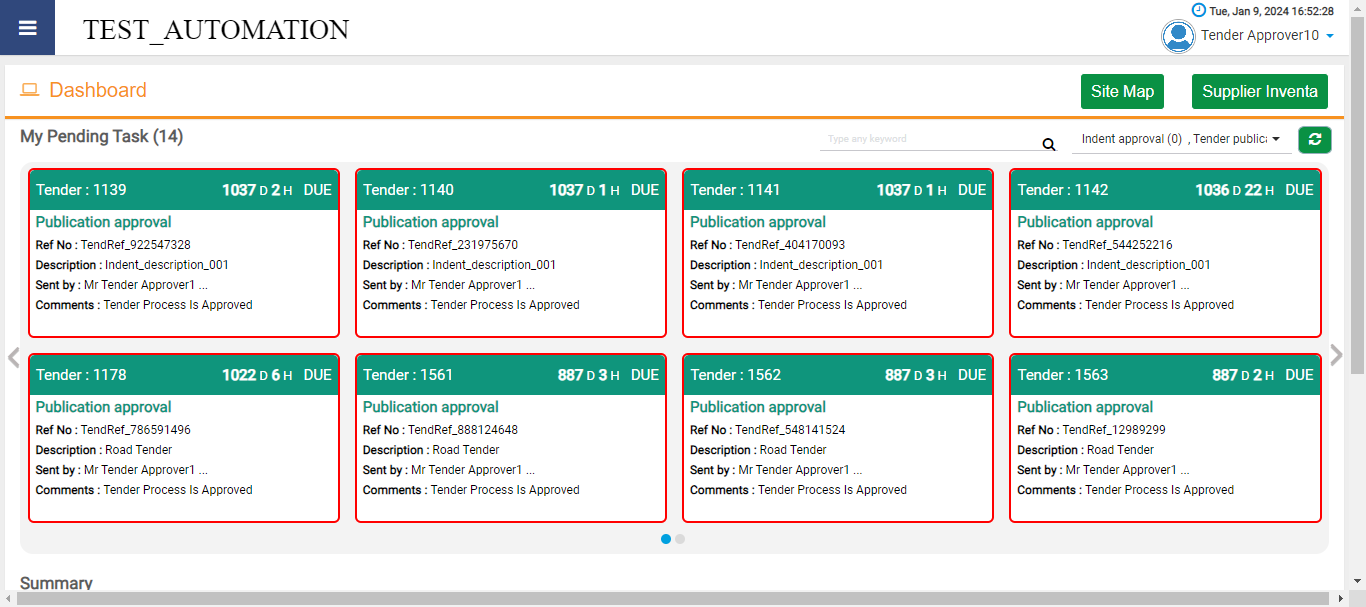 TEST_AUTOMATION
Tue, Jan 9, 2024 16:52:28
Tender Approver10
Dashboard
Site Map
Supplier Inventa
My Pending Task (14)
Type any keyword
Indent approval (0) , Tender public
Tender : 1139 1037 D 2 H DUE
Publication approval
Ref No : TendRef_922547328
Description : Indent_description_001
Sent by : Mr Tender Approver1 ...
Comments : Tender Process Is Approved
Tender : 1140 1037 D 1 H DUE
Publication approval
Ref No : TendRef_231975670
Description : Indent_description_001
Sent by : Mr Tender Approver1 ...
Comments : Tender Process Is Approved
Tender : 1141 1037 D 1 H DUE
Publication approval
Ref No : TendRef_404170093
Description : Indent_description_001
Sent by : Mr Tender Approver1 ...
Comments : Tender Process Is Approved
Tender : 1142 1036 D 22 H DUE
Publication approval
Ref No : TendRef_544252216
Description : Indent_description_001
Sent by : Mr Tender Approver1 ...
Comments : Tender Process Is Approved
Tender : 1178 1022 D 6 H DUE
Publication approval
Ref No : TendRef_786591496
Description : Road Tender
Sent by : Mr Tender Approver1 ...
Comments : Tender Process Is Approved
Tender : 1561 887 D 3 H DUE
Publication approval
Ref No : TendRef_888124648
Description : Road Tender
Sent by : Mr Tender Approver1 ...
Comments : Tender Process Is Approved
Tender : 1562 887 D 3 H DUE
Publication approval
Ref No : TendRef_548141524
Description : Road Tender
Sent by : Mr Tender Approver1 ...
Comments : Tender Process Is Approved
Tender : 1563 887 D 2 H DUE
Publication approval
Ref No : TendRef_12989299
Description : Road Tender
Sent by : Mr Tender Approver1 ...
Comments : Tender Process Is Approved
Summary